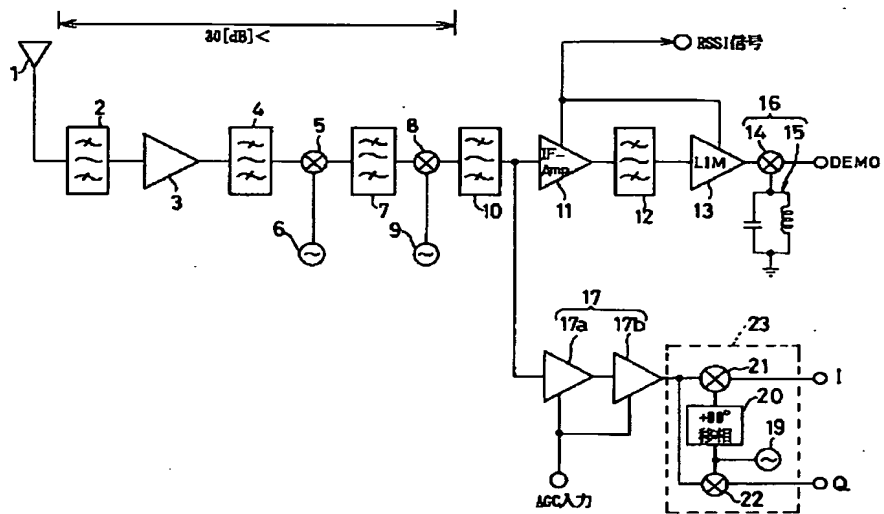 30[dB]<
RSSI信号
1
2
3
4
5
6
7
8
9
10
IF-
Amp
11
12
LIM
13
16
14
15
DEMO
17
17a
17b
23
21
I
+90°
移相
20
19
22
Q
AGC入力